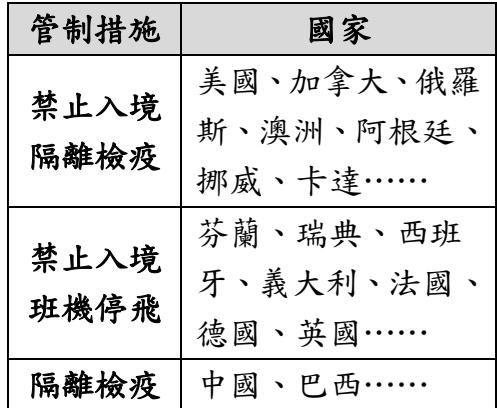 管制措施 國家
禁止入境
隔離檢疫
美國、加拿大、俄羅
斯、澳洲、阿根廷、
挪威、卡達……
禁止入境
班機停飛
芬蘭、瑞典、西班
牙、義大利、法國、
德國、英國……
隔離檢疫 中國、巴西……